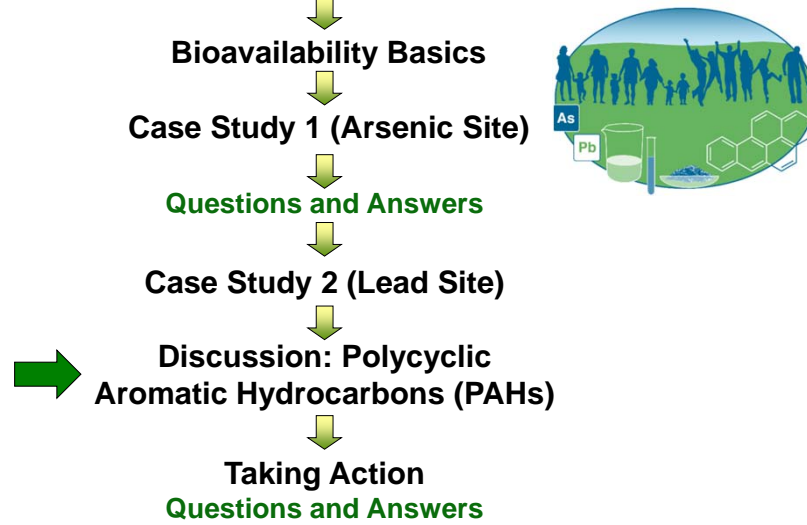 Bioavailability Basics
Case Study 1 (Arsenic Site)
As
Pb
Questions and Answers
Case Study 2 (Lead Site)
Discussion: Polycyclic
Aromatic Hydrocarbons (PAHs)
Taking Action
Questions and Answers